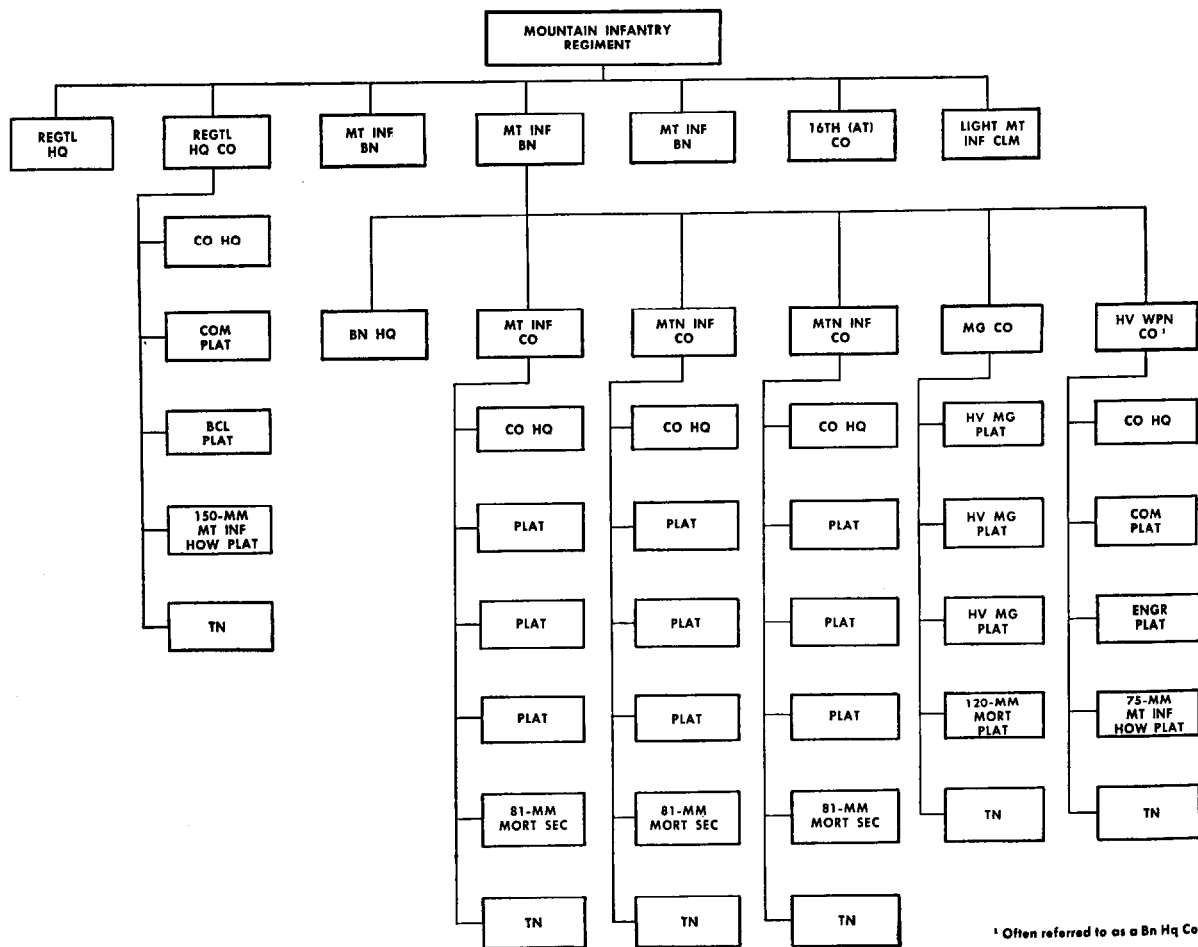 MOUNTAIN INFANTRY
REGIMENT
REGTL
HQ
REGTL
HQ CO
MT INF
BN
MT INF
BN
MT INF
BN
16TH (AT)
CO
LIGHT MT
INF CLM
CO HQ
COM
PLAT
BCL
PLAT
150-MM
MT INF
HOW PLAT
TN
BN HQ
MT INF
CO
MTN INF
CO
MTN INF
CO
MG CO
HV WPN
CO ¹
CO HQ
PLAT
PLAT
PLAT
81-MM
MORT SEC
TN
CO HQ
PLAT
PLAT
PLAT
81-MM
MORT SEC
TN
CO HQ
PLAT
PLAT
PLAT
81-MM
MORT SEC
TN
HV MG
PLAT
HV MG
PLAT
HV MG
PLAT
120-MM
MORT
PLAT
TN
CO HQ
COM
PLAT
ENGR
PLAT
75-MM
MT INF
HOW PLAT
TN
¹ Often referred to as a Bn Hq Co